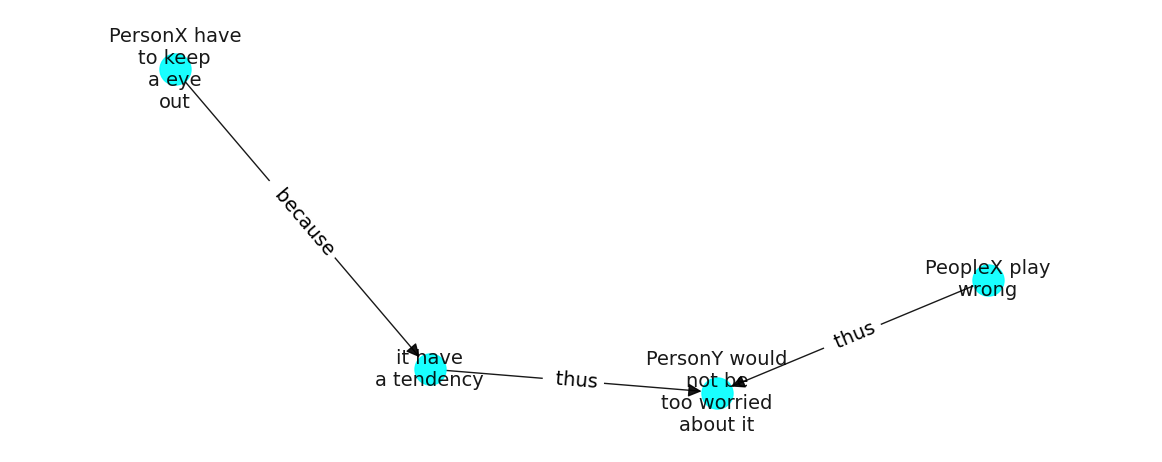 PersonX have
to keep
a eye
out
because
PeopleX play
wrong
thus
it have
a tendency
thus
PersonY would
not be
too worried
about it